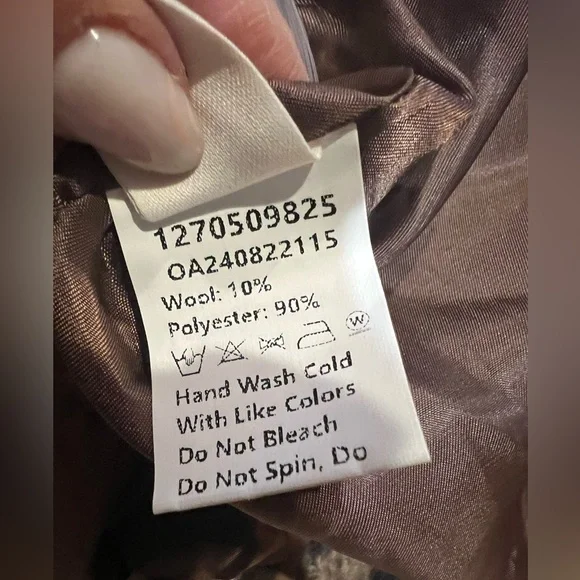 1270509825
OA240822115
Wool: 10%
Polyester: 90%
W
Hand Wash Cold
With Like Colors
Do Not Bleach
Do Not Spin, Do